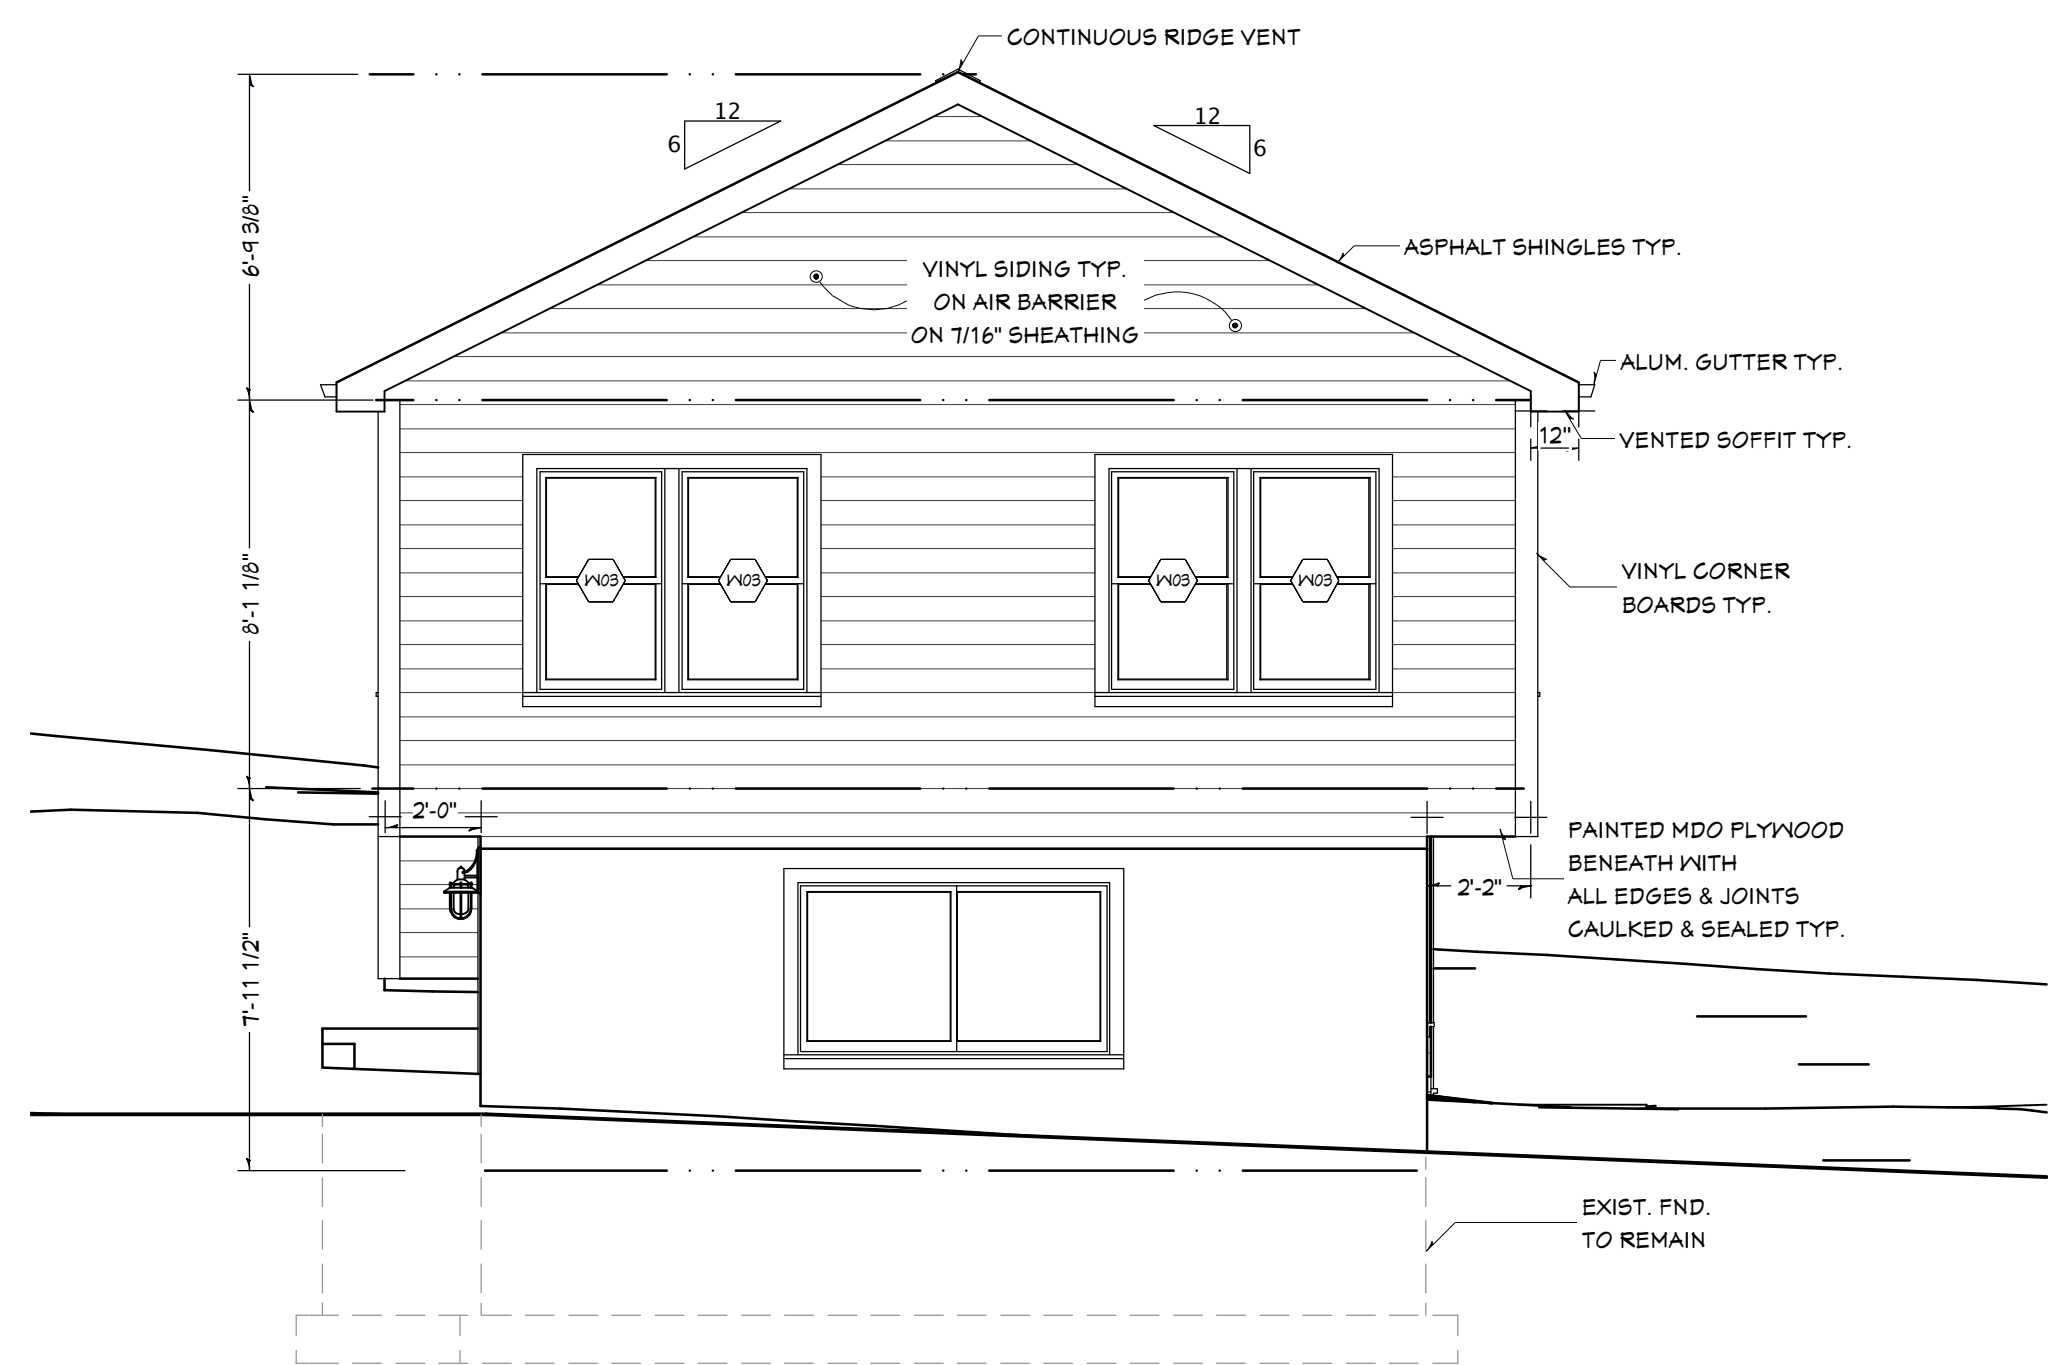 CONTINUOUS RIDGE VENT
12
6
12
6
6'-9 3/8"
ASPHALT SHINGLES TYP.
VINYL SIDING TYP.
ON AIR BARRIER
ON 7/16" SHEATHING
ALUM. GUTTER TYP.
12"
VENTED SOFFIT TYP.
8'-1 1/8"
W03
W03
W03
W03
VINYL CORNER
BOARDS TYP.
2'-0"
PAINTED MDO PLYWOOD
BENEATH WITH
ALL EDGES & JOINTS
CAULKED & SEALED TYP.
2'-2"
7'-11 1/2"
EXIST. FND.
TO REMAIN